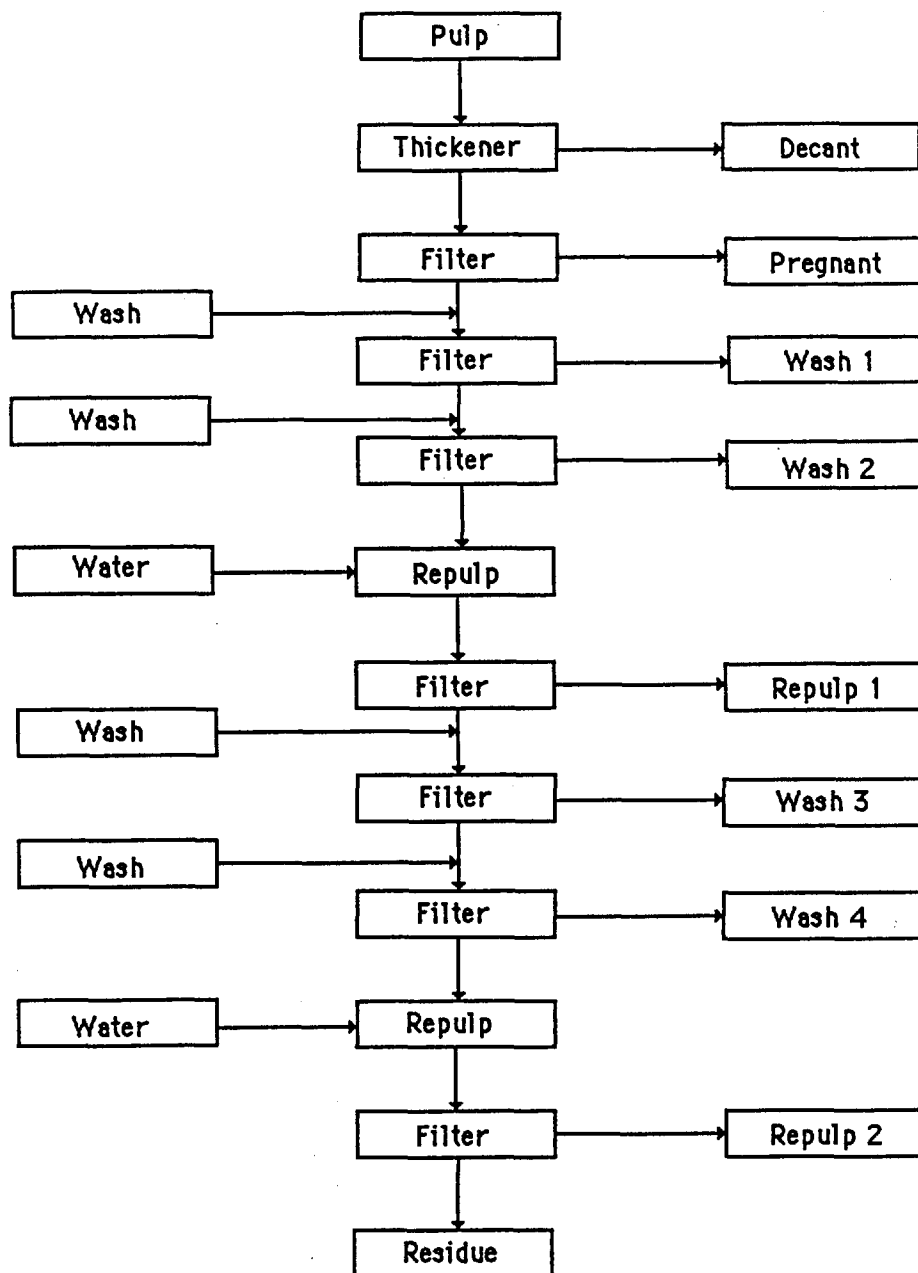 Pulp
Thickener
Decant
Filter
Pregnant
Wash
Filter
Wash 1
Wash
Filter
Wash 2
Water
Repulp
Filter
Repulp 1
Wash
Filter
Wash 3
Wash
Filter
Wash 4
Water
Repulp
Filter
Repulp 2
Residue